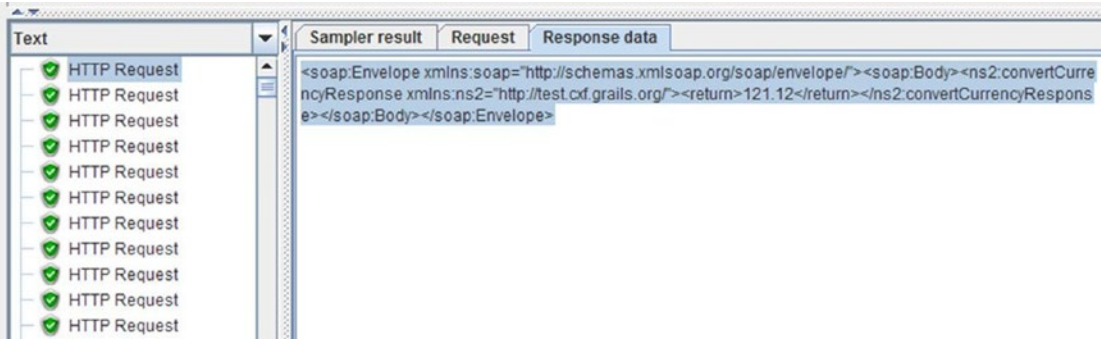 Text
Sampler result Request Response data
HTTP Request
HTTP Request
HTTP Request
HTTP Request
HTTP Request
HTTP Request
HTTP Request
HTTP Request
HTTP Request
HTTP Request
HTTP Request
<soap:Envelope xmlns:soap="http://schemas.xmlsoap.org/soap/envelope/"><soap:Body><ns2:convertCurre
ncyResponse xmlns:ns2="http://test.cxf.grails.org/"><return>121.12</return></ns2:convertCurrencyRespons
e></soap:Body></soap:Envelope>